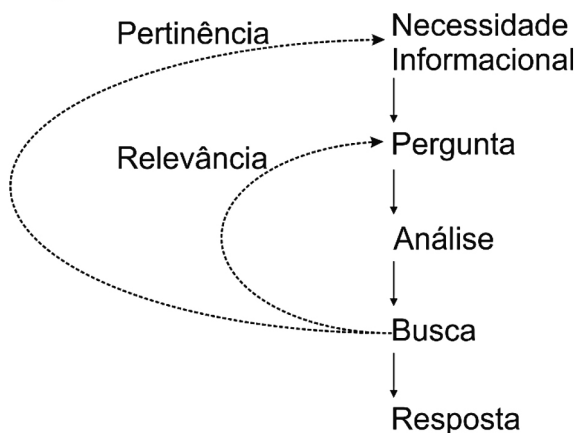 Pertinência
Necessidade
Informacional
Relevância
Pergunta
Análise
Busca
Resposta